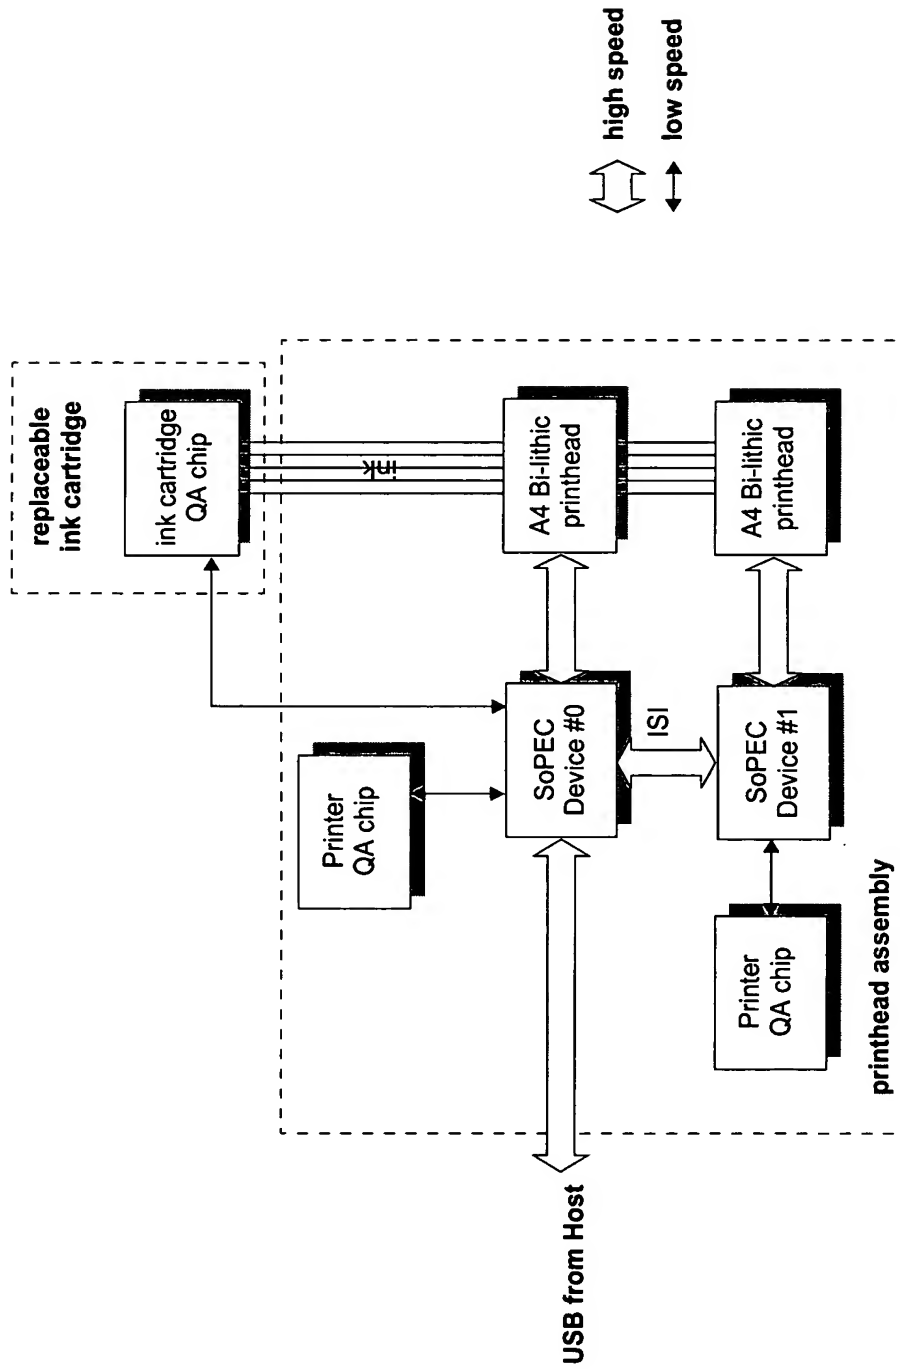 replaceable
ink cartridge
ink cartridge
QA chip
ink
Printer
QA chip
USB from Host
SoPEC
Device #0
A4 Bi-lithic
printhead
ISI
Printer
QA chip
SoPEC
Device #1
A4 Bi-lithic
printhead
printhead assembly
high speed
low speed